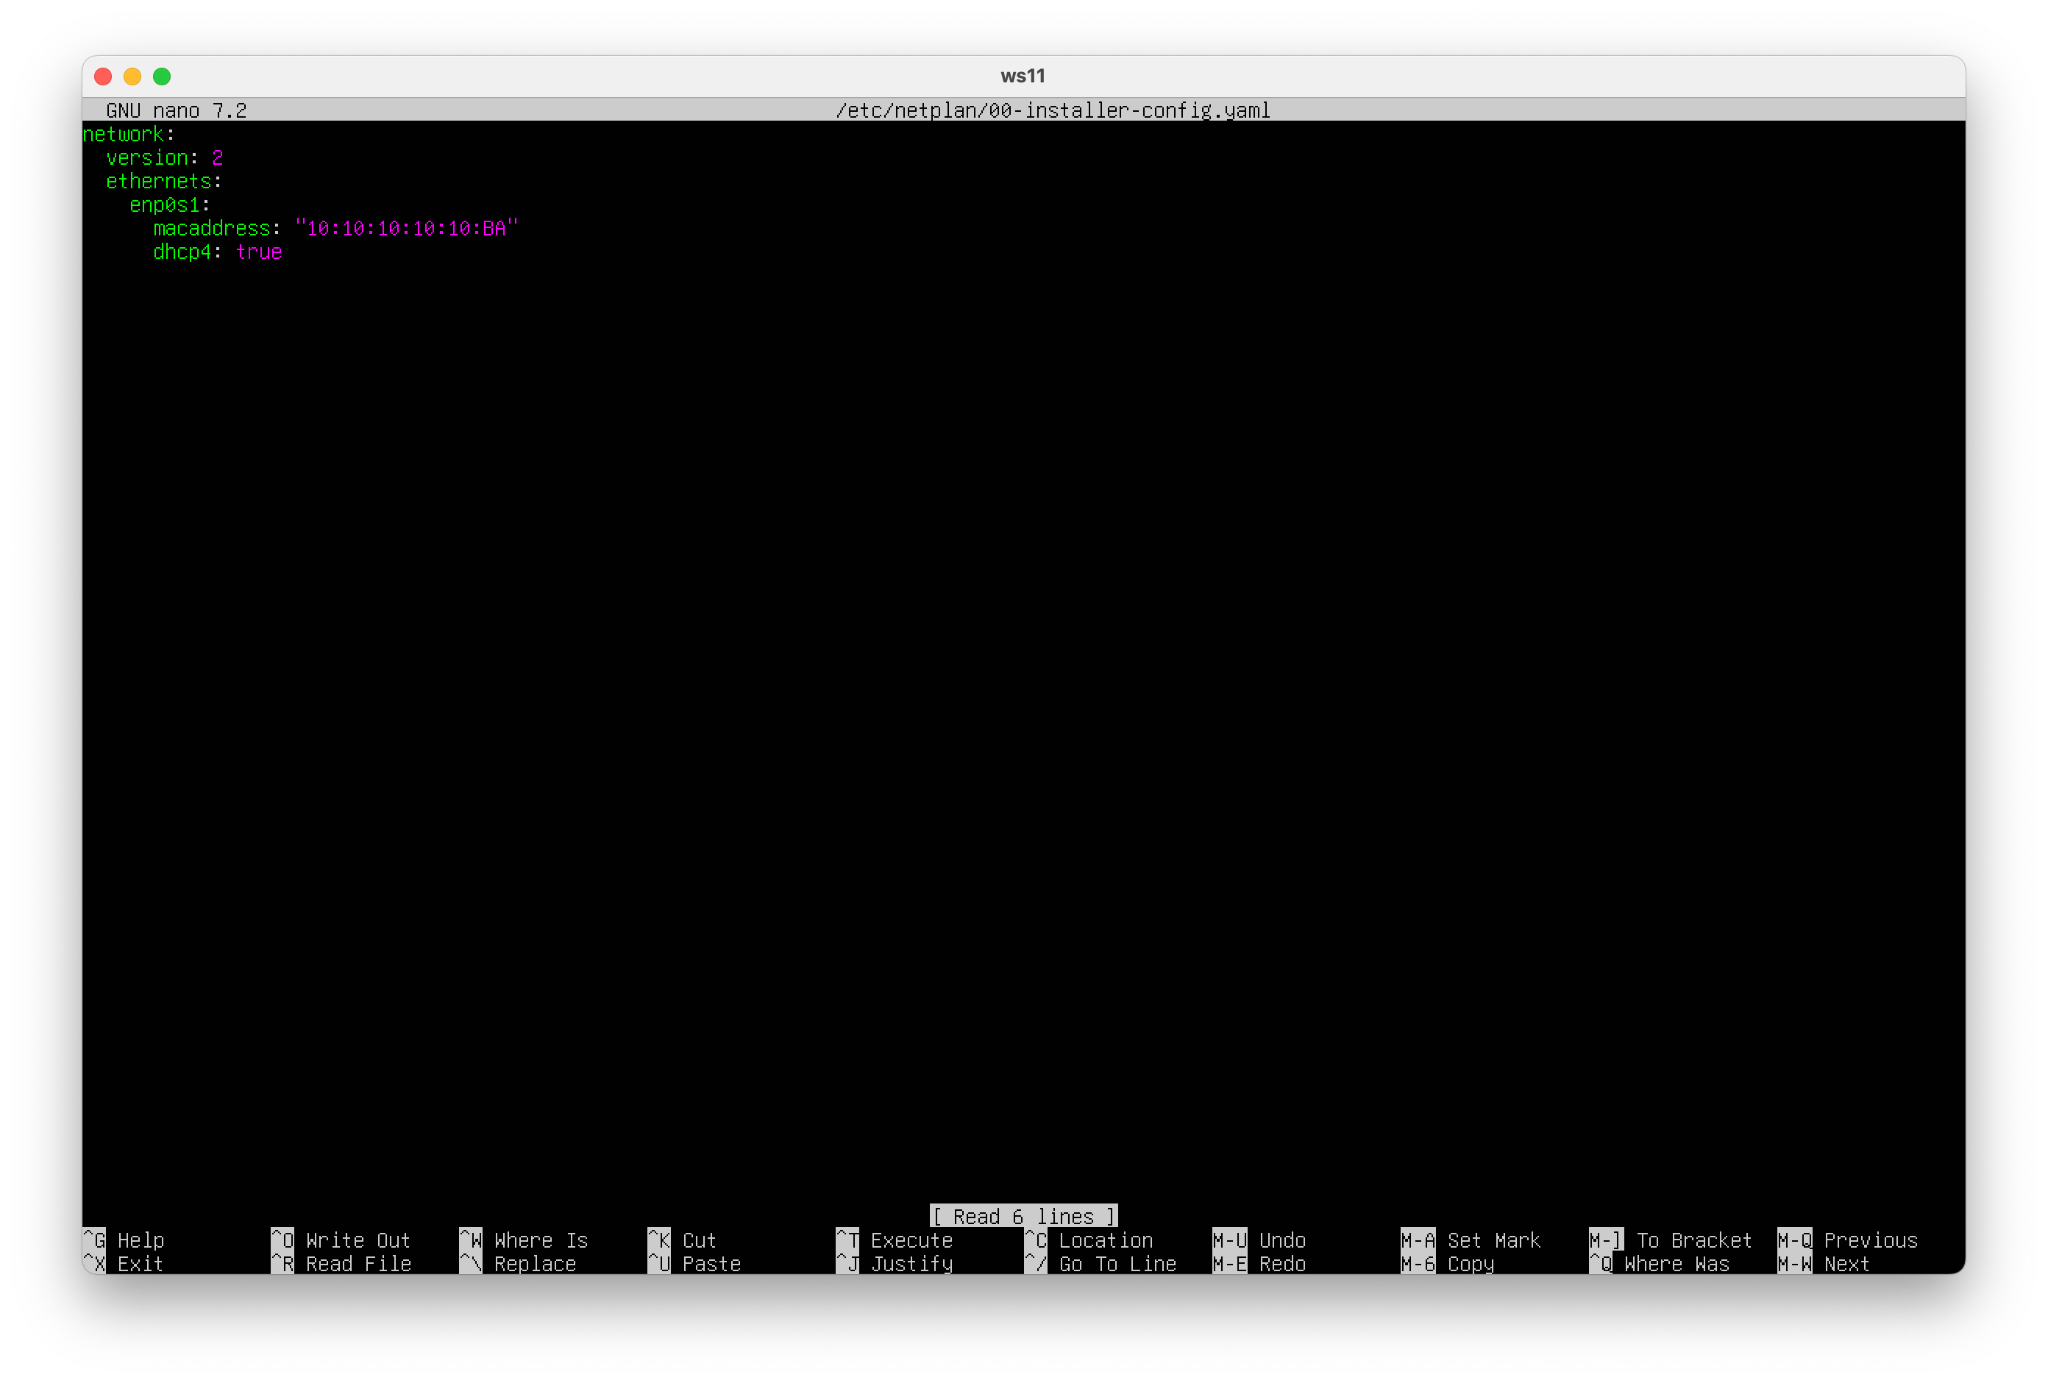 ws11
GNU nano 7.2 /etc/netplan/00-installer-config.yaml
network:
  version: 2
  ethernets:
    enp0s1:
      macaddress: "10:10:10:10:10:BA"
      dhcp4: true
[ Read 6 lines ]
^G Help ^O Write Out ^W Where Is ^K Cut ^T Execute ^C Location M-U Undo M-A Set Mark M-] To Bracket M-Q Previous
^X Exit ^R Read File ^\ Replace ^U Paste ^J Justify ^/ Go To Line M-E Redo M-6 Copy ^Q Where Was M-W Next